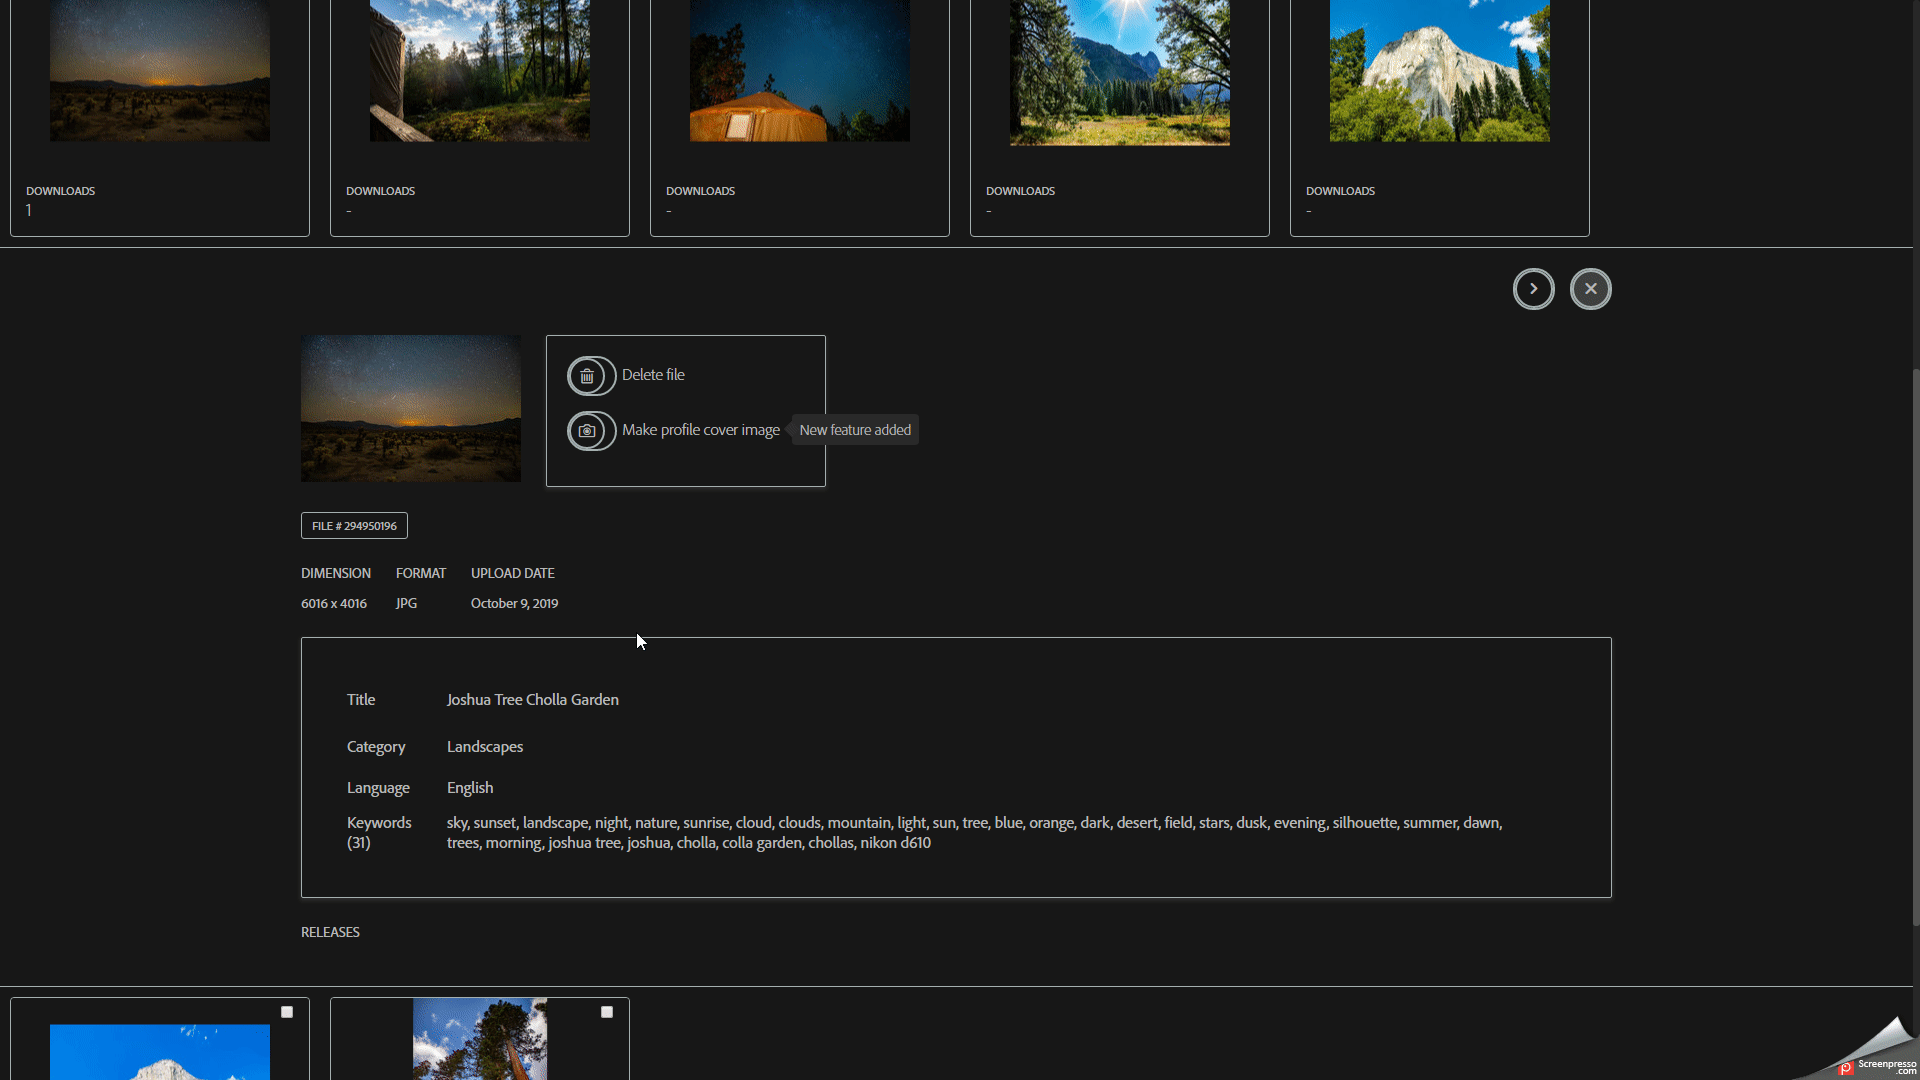 DOWNLOADS DOWNLOADS DOWNLOADS DOWNLOADS DOWNLOADS
1 - - - -
Delete file
Make profile cover image New feature added
FILE # 294950196
DIMENSION FORMAT UPLOAD DATE
6016 x 4016 JPG October 9, 2019
Title Joshua Tree Cholla Garden
Category Landscapes
Language English
Keywords sky, sunset, landscape, night, nature, sunrise, cloud, clouds, mountain, light, sun, tree, blue, orange, dark, desert, field, stars, dusk, evening, silhouette, summer, dawn,
(31) trees, morning, joshua tree, joshua, cholla, colla garden, chollas, nikon d610
RELEASES
Screenpresso
.com